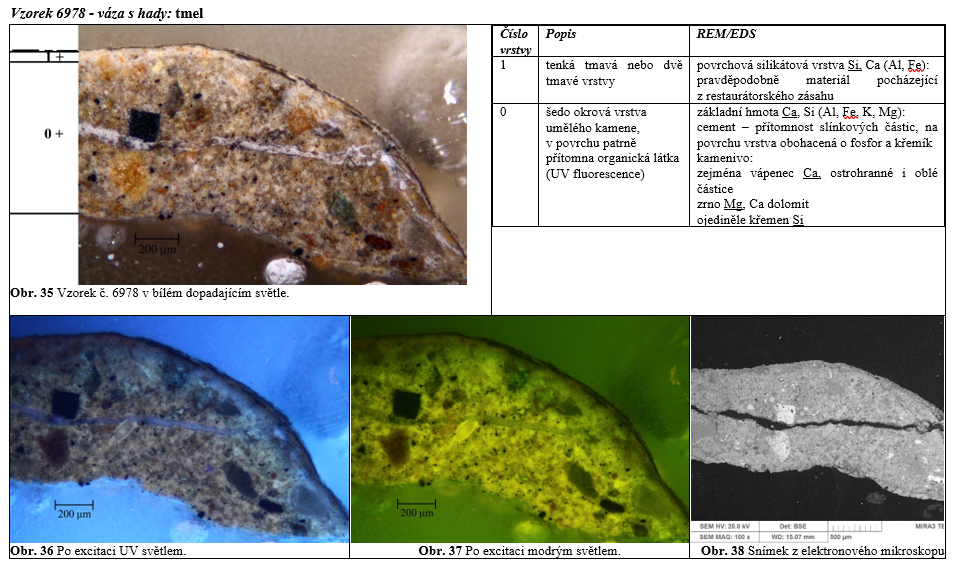 Vzorek 6978 - váza s hady: tmel
1 +
0 +
200 μm
Obr. 35 Vzorek č. 6978 v bílém dopadajícím světle.
Číslo vrstvy Popis REM/EDS
1 tenká tmavá nebo dvě tmavé vrstvy
povrchová silikátová vrstva Si, Ca (Al, Fe):
pravděpodobně materiál pocházející
z restaurátorského zásahu
0 šedo okrová vrstva
umělého kamene,
v povrchu patrně
přítomna organická látka
(UV fluorescence)
základní hmota Ca, Si (Al, Fe, K, Mg):
cement – přítomnost slínkových částic, na
povrchu vrstva obohacená o fosfor a křemík
kamenivo:
zejména vápenec Ca, ostrohranné i oblé
částice
zrno Mg, Ca dolomit
ojediněle křemen Si
200 μm
Obr. 36 Po excitaci UV světlem.
200 μm
Obr. 37 Po excitaci modrým světlem.
SEM HV: 20.0 kV Det: BSE MIRA3 TE
SEM MAG: 100 x WD: 15.07 mm 500 μm
Obr. 38 Snímek z elektronového mikroskopu